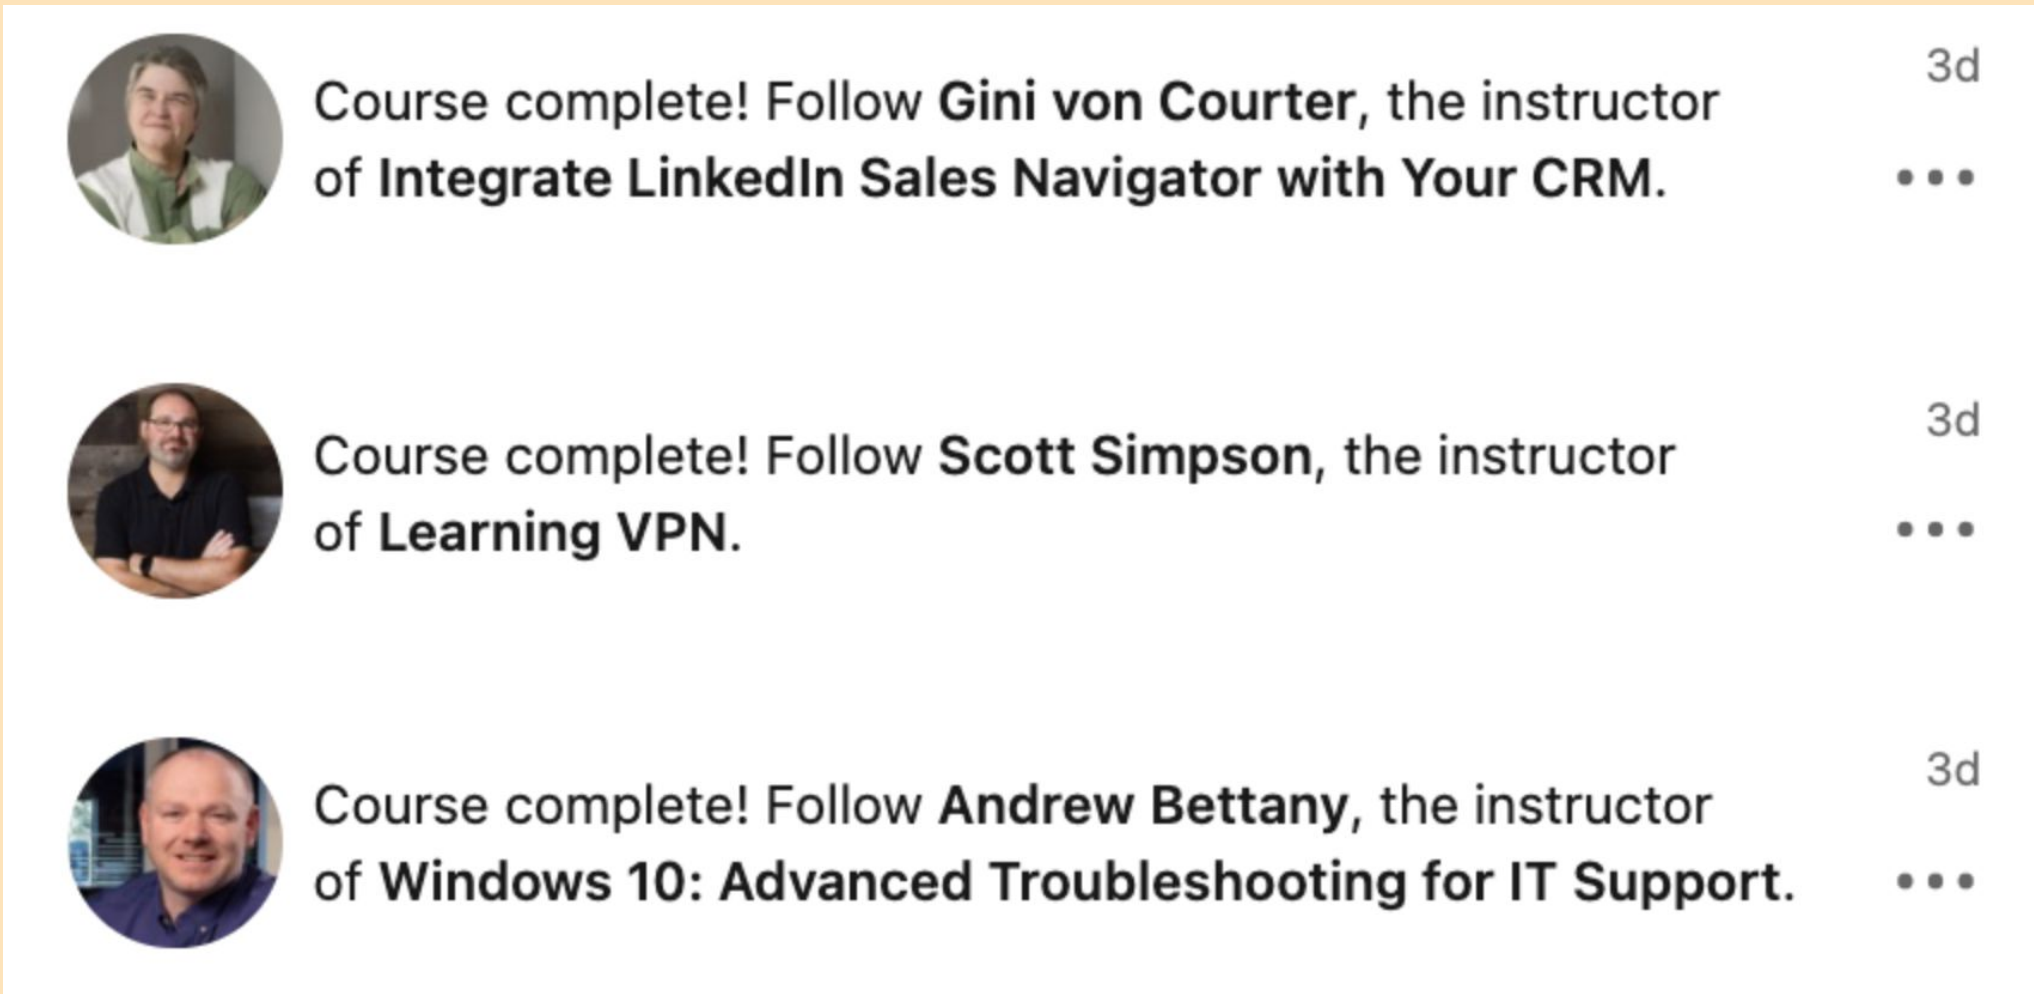 3d
Course complete! Follow Gini von Courter, the instructor
of Integrate LinkedIn Sales Navigator with Your CRM.
3d
Course complete! Follow Scott Simpson, the instructor
of Learning VPN.
3d
Course complete! Follow Andrew Bettany, the instructor
of Windows 10: Advanced Troubleshooting for IT Support.